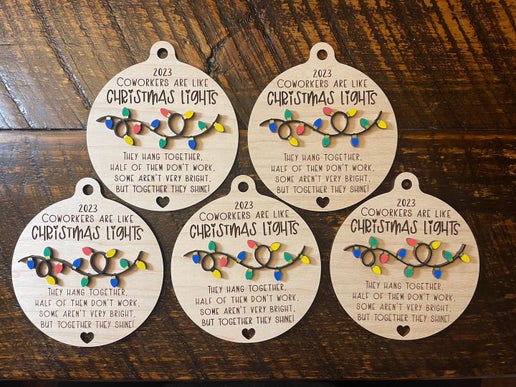 2023
COWORKERS ARE LIKE
CHRISTMAS LIGHTS
THEY HANG TOGETHER,
HALF OF THEM DON'T WORK,
SOME AREN'T VERY BRIGHT,
BUT TOGETHER THEY SHINE!
2023
COWORKERS ARE LIKE
CHRISTMAS LIGHTS
THEY HANG TOGETHER,
HALF OF THEM DON'T WORK,
SOME AREN'T VERY BRIGHT,
BUT TOGETHER THEY SHINE!
2023
COWORKERS ARE LIKE
CHRISTMAS LIGHTS
THEY HANG TOGETHER,
HALF OF THEM DON'T WORK,
SOME AREN'T VERY BRIGHT,
BUT TOGETHER THEY SHINE!
2023
COWORKERS ARE LIKE
CHRISTMAS LIGHTS
THEY HANG TOGETHER,
HALF OF THEM DON'T WORK,
SOME AREN'T VERY BRIGHT,
BUT TOGETHER THEY SHINE!
2023
COWORKERS ARE LIKE
CHRISTMAS LIGHTS
THEY HANG TOGETHER,
HALF OF THEM DON'T WORK,
SOME AREN'T VERY BRIGHT,
BUT TOGETHER THEY SHINE!